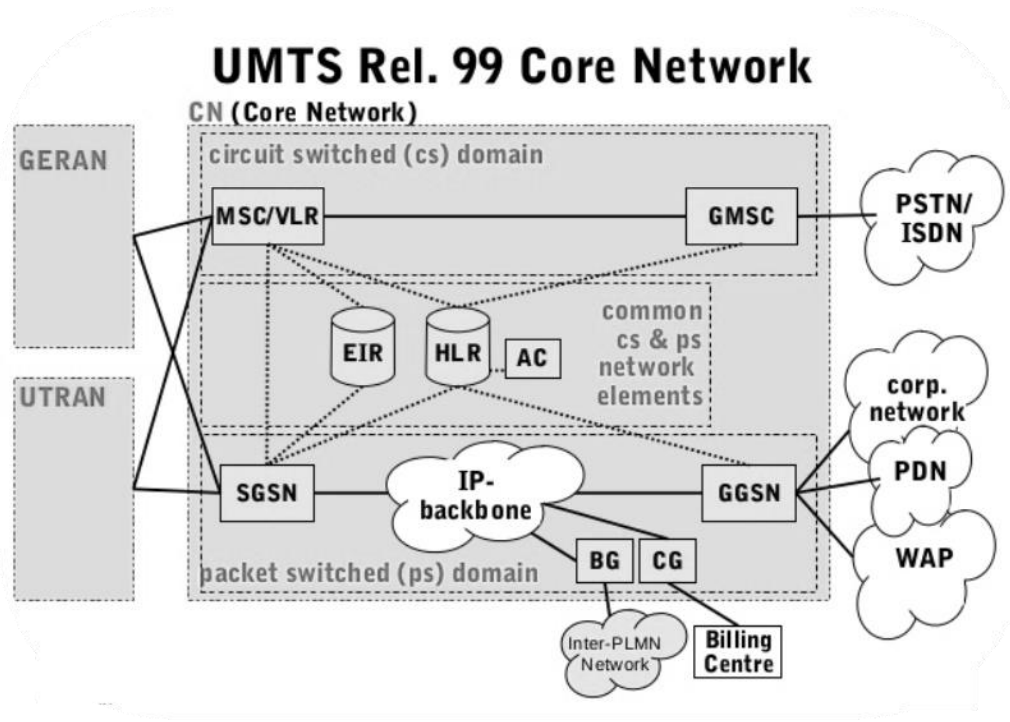 UMTS Rel. 99 Core Network
CN (Core Network)
GERAN
circuit switched (cs) domain
MSC/VLR
GMSC
PSTN/
ISDN
EIR
HLR
AC
common
cs & ps
network
elements
UTRAN
corp.
network
SGSN
IP-
backbone
GGSN
PDN
BG
CG
WAP
packet switched (ps) domain
Inter-PLMN
Network
Billing
Centre